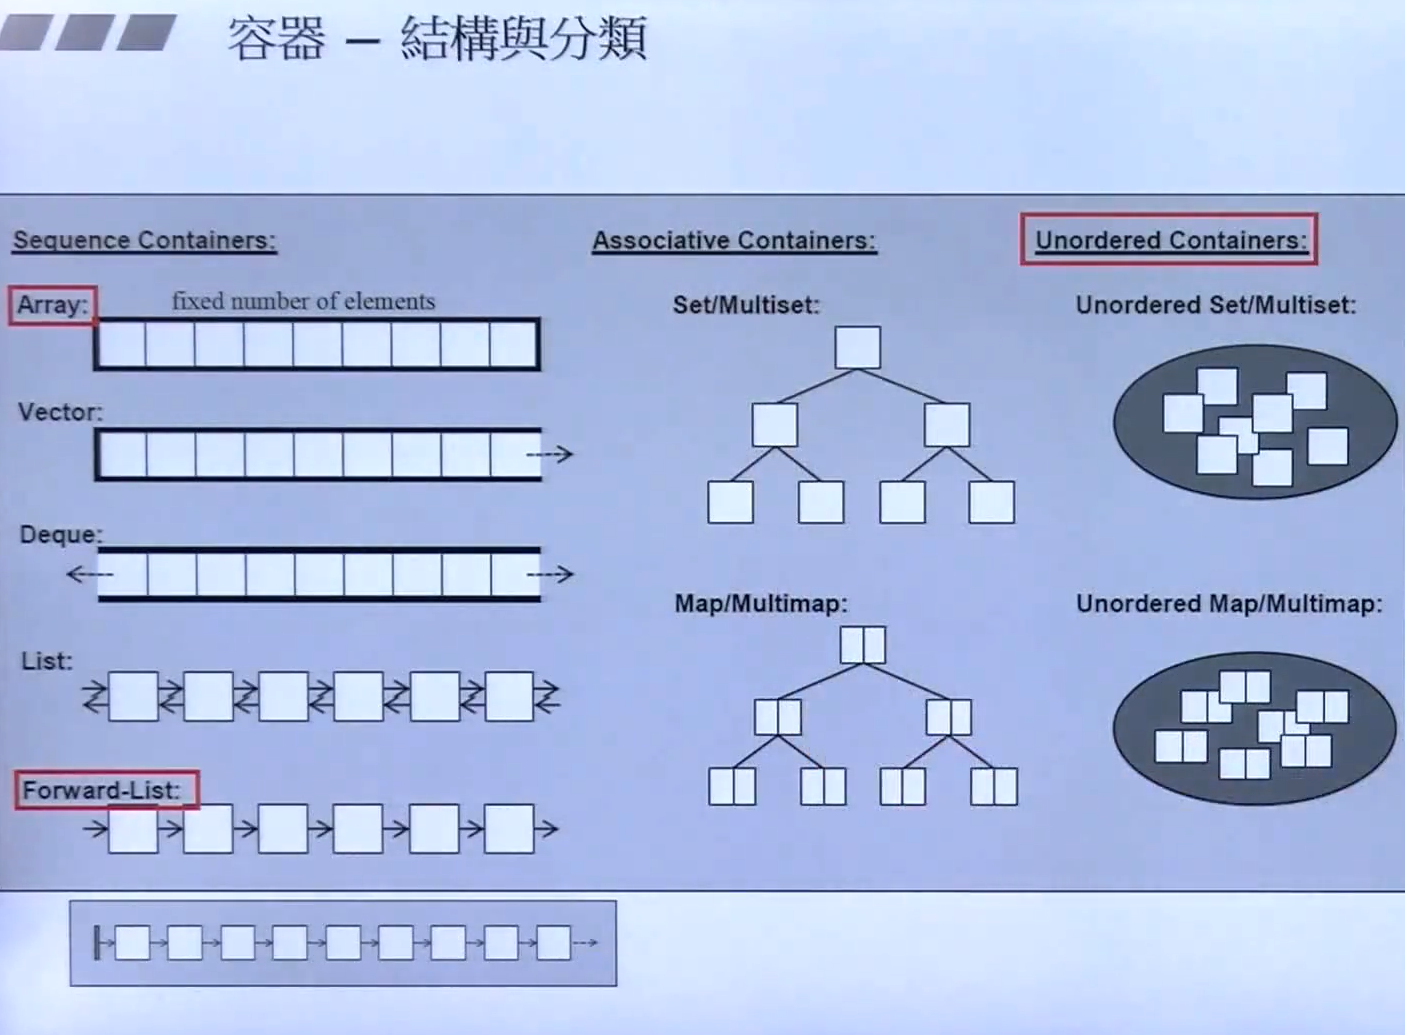 容器 － 結構與分類
Sequence Containers:
Array:
fixed number of elements
Vector:
Deque:
List:
Forward-List:
Associative Containers:
Set/Multiset:
Map/Multimap:
Unordered Containers:
Unordered Set/Multiset:
Unordered Map/Multimap: